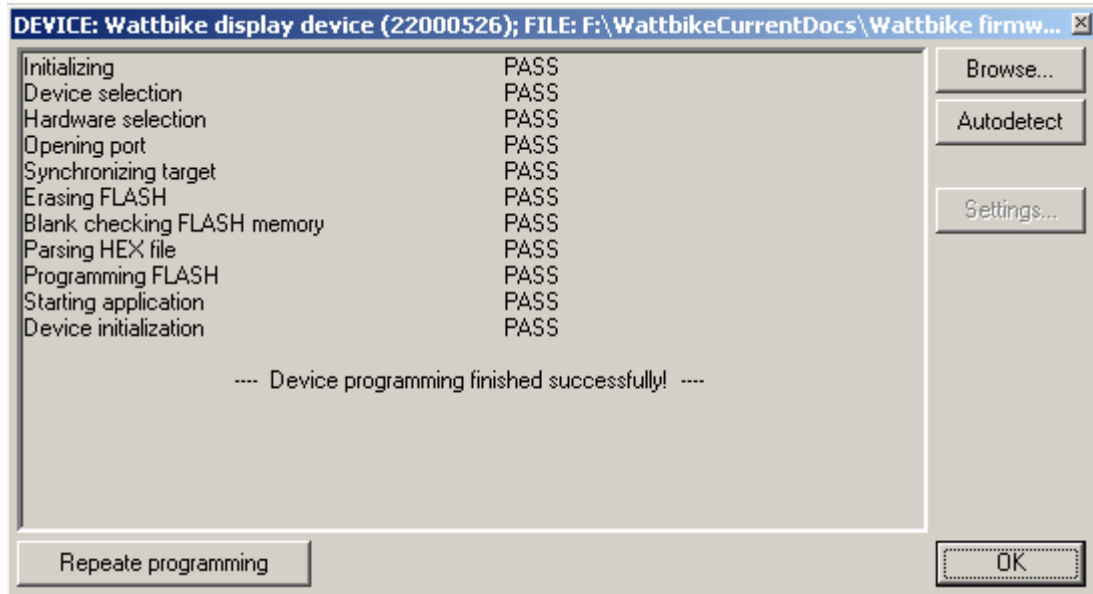 DEVICE: Wattbike display device (22000526); FILE: F:\WattbikeCurrentDocs\Wattbike firmw...
Initializing PASS
Device selection PASS
Hardware selection PASS
Opening port PASS
Synchronizing target PASS
Erasing FLASH PASS
Blank checking FLASH memory PASS
Parsing HEX file PASS
Programming FLASH PASS
Starting application PASS
Device initialization PASS
---- Device programming finished successfully! ----
Browse...
Autodetect
Settings...
Repeate programming
OK